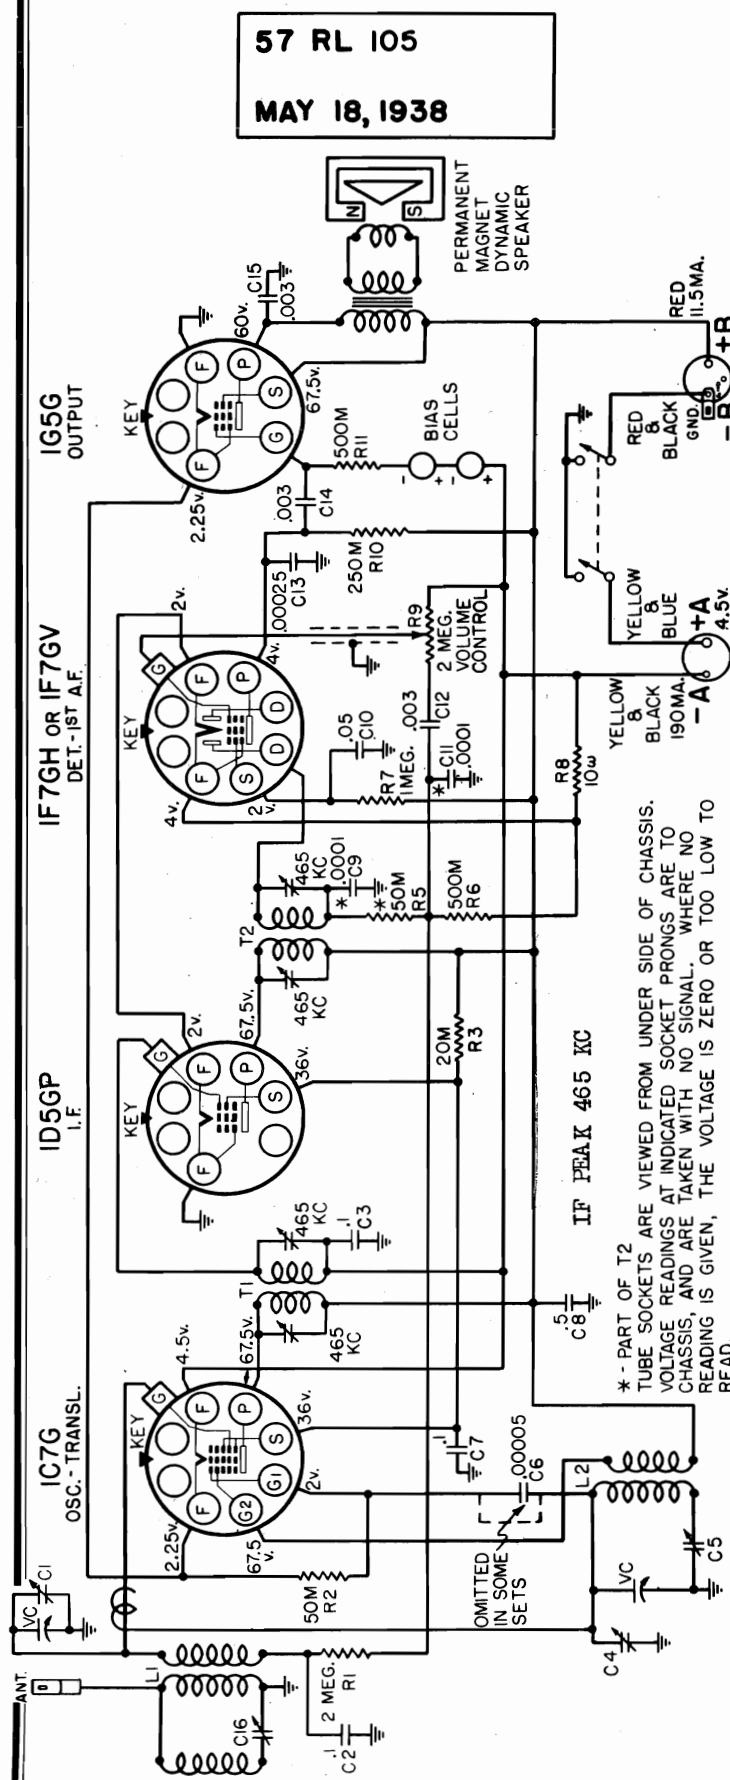 57 RL 105
MAY 18, 1938
N
S
PERMANENT
MAGNET
DYNAMIC
SPEAKER
1G5G
OUTPUT
KEY
F
F
P
S
G
60v.
C15
.003
67.5v.
2.25v.
500M
R11
BIAS
CELLS
-
+
-
+
.003
C14
250M
R10
RED
11.5MA.
+B
-B
GND.
RED
&
BLACK
YELLOW
&
BLUE
+A
4.5v.
-A
YELLOW
&
BLACK
190MA.
1F7GH OR 1F7GV
DET.-1ST A.F.
KEY
G
F
F
P
S
D
D
2v.
4v.
.00025
C13
R9
2 MEG.
VOLUME
CONTROL
.003
C12
.05
C10
*
C11
.0001
R7
1MEG.
4v.
2
v.
R8
10ω
465
KC
.0001
*
C9
*
50M
R5
500M
R6
T2
465
KC
1D5GP
I.F.
KEY
G
F
F
P
S
2v.
67.5v.
36v.
20M
R3
465
KC
.1
C3
T1
465
KC
.5
C8
IF PEAK 465 KC
1C7G
OSC.-TRANSL.
KEY
G
F
F
P
S
G1
G2
4.5v.
67.5v.
36v.
2v.
2.25v.
67.5
v.
.1
C7
.00005
C6
L2
50M
R2
OMITTED
IN SOME
SETS
VC
C5
C4
ANT.
VC
C1
L1
C16
2 MEG.
R1
.1
C2
* - PART OF T2
TUBE SOCKETS ARE VIEWED FROM UNDER SIDE OF CHASSIS.
VOLTAGE READINGS AT INDICATED SOCKET PRONGS ARE TO
CHASSIS, AND ARE TAKEN WITH NO SIGNAL. WHERE NO
READING IS GIVEN, THE VOLTAGE IS ZERO OR TOO LOW TO
READ.